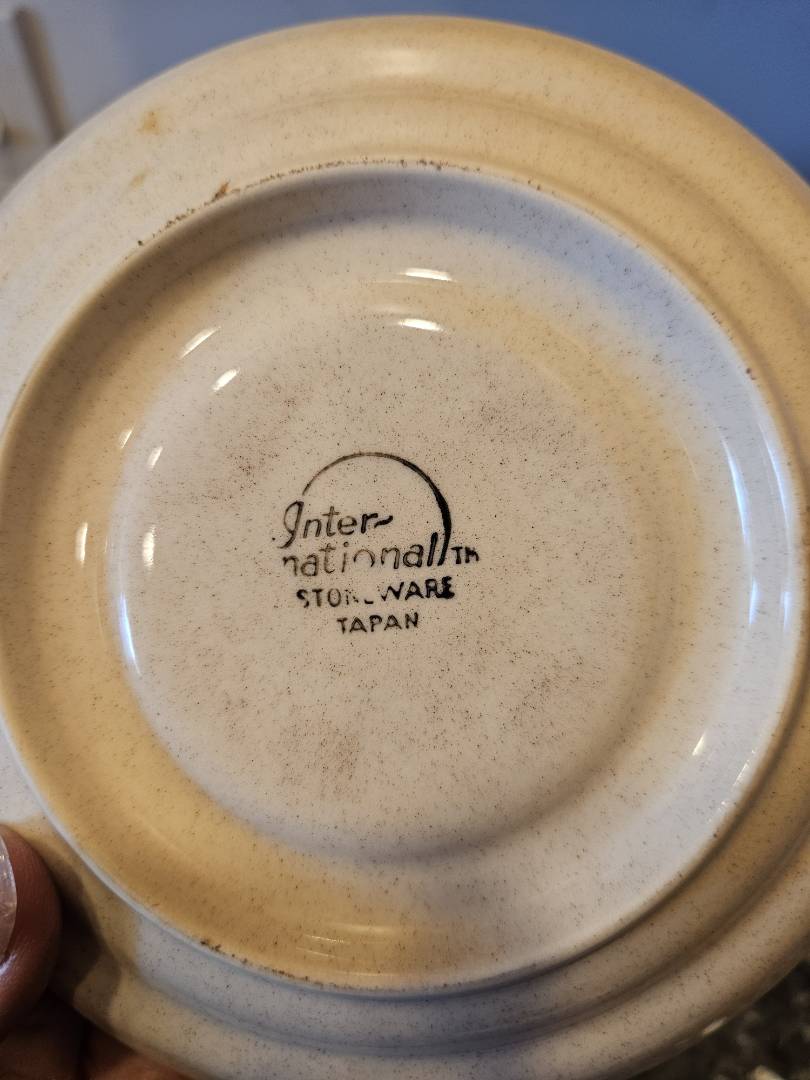 Inter-
national TM
STONEWARE
JAPAN